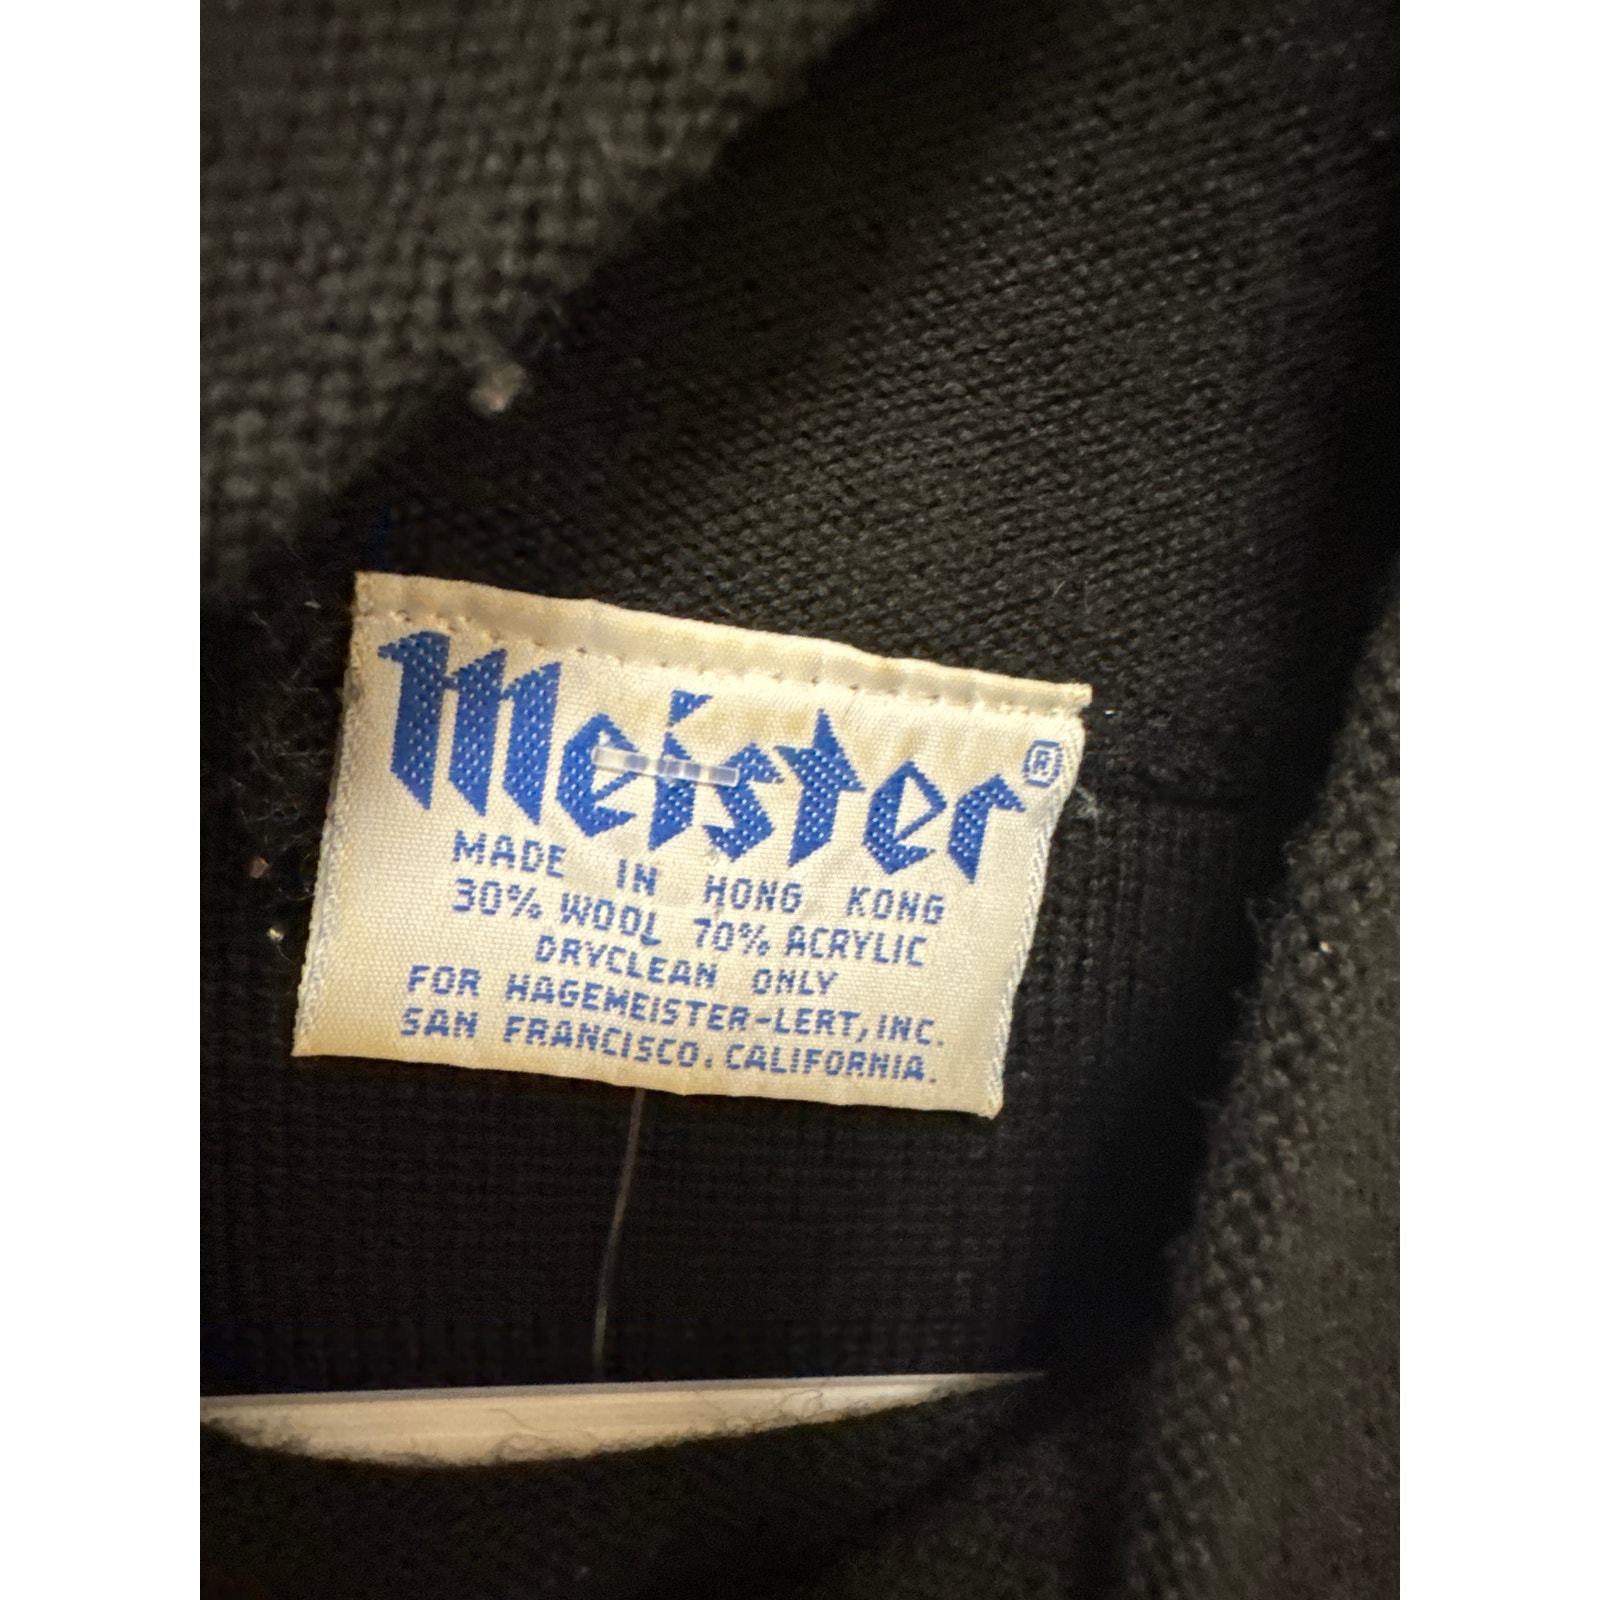 Meister®
MADE IN HONG KONG
30% WOOL 70% ACRYLIC
DRYCLEAN ONLY
FOR HAGEMEISTER-LERT, INC.
SAN FRANCISCO. CALIFORNIA.